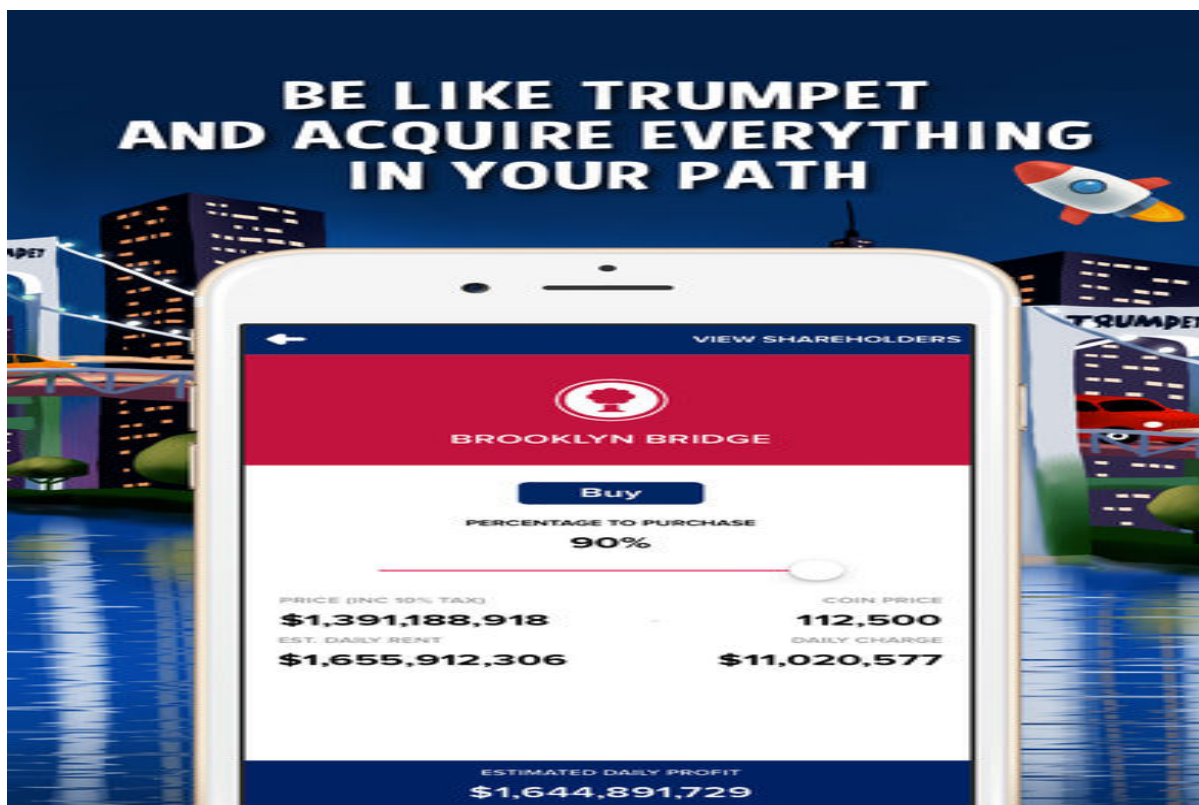 BE LIKE TRUMPET
AND ACQUIRE EVERYTHING
IN YOUR PATH
TRUMPET
VIEW SHAREHOLDERS
BROOKLYN BRIDGE
Buy
PERCENTAGE TO PURCHASE
90%
PRICE (INC 10% TAX) COIN PRICE
$1,391,188,918 112,500
EST. DAILY RENT DAILY CHARGE
$1,655,912,306 $11,020,577
ESTIMATED DAILY PROFIT
$1,644,891,729